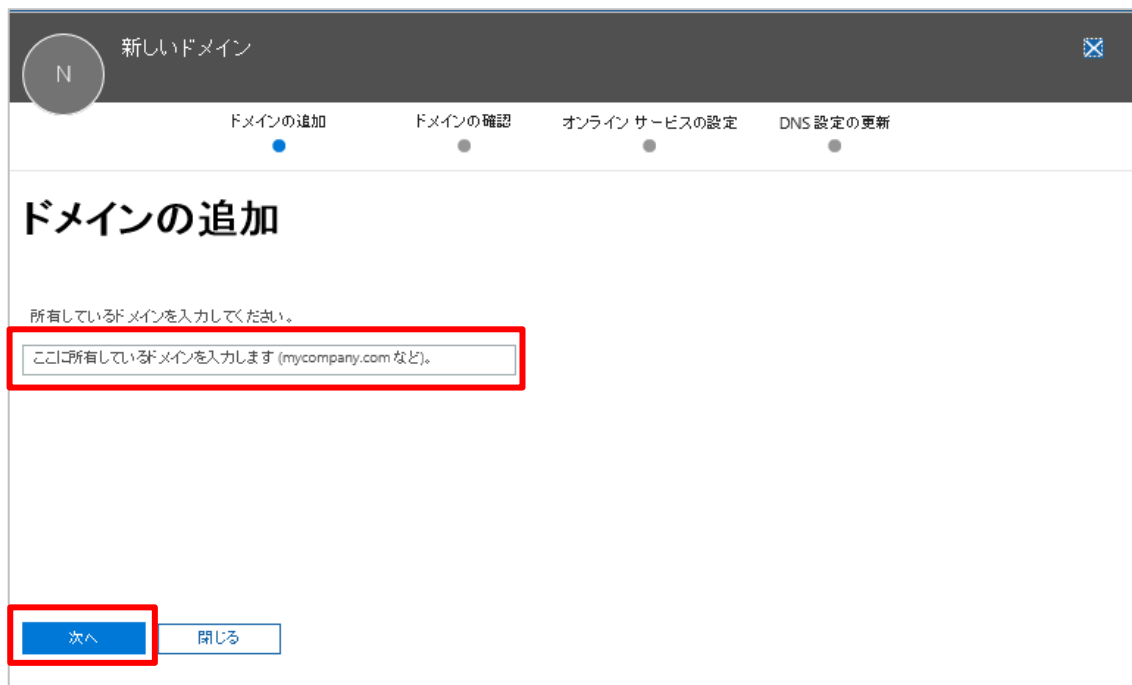 新しいドメイン
N
ドメインの追加
ドメインの確認
オンライン サービスの設定
DNS 設定の更新
ドメインの追加
所有しているドメインを入力してください。
ここに所有しているドメインを入力します (mycompany.com など)。
次へ
閉じる